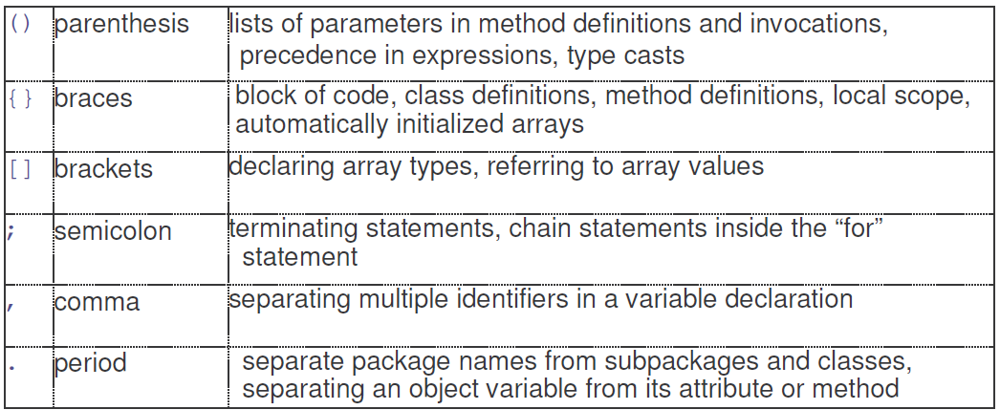 () parenthesis lists of parameters in method definitions and invocations,
precedence in expressions, type casts
{} braces block of code, class definitions, method definitions, local scope,
automatically initialized arrays
[] brackets declaring array types, referring to array values
; semicolon terminating statements, chain statements inside the “for”
statement
, comma separating multiple identifiers in a variable declaration
. period separate package names from subpackages and classes,
separating an object variable from its attribute or method